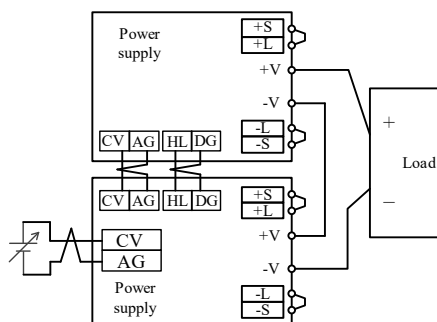 Power
supply
+S
+L
+V
-V
-L
-S
CV AG HL DG
CV AG HL DG
+S
+L
+V
-V
-L
-S
CV
AG
Power
supply
+
Load
−